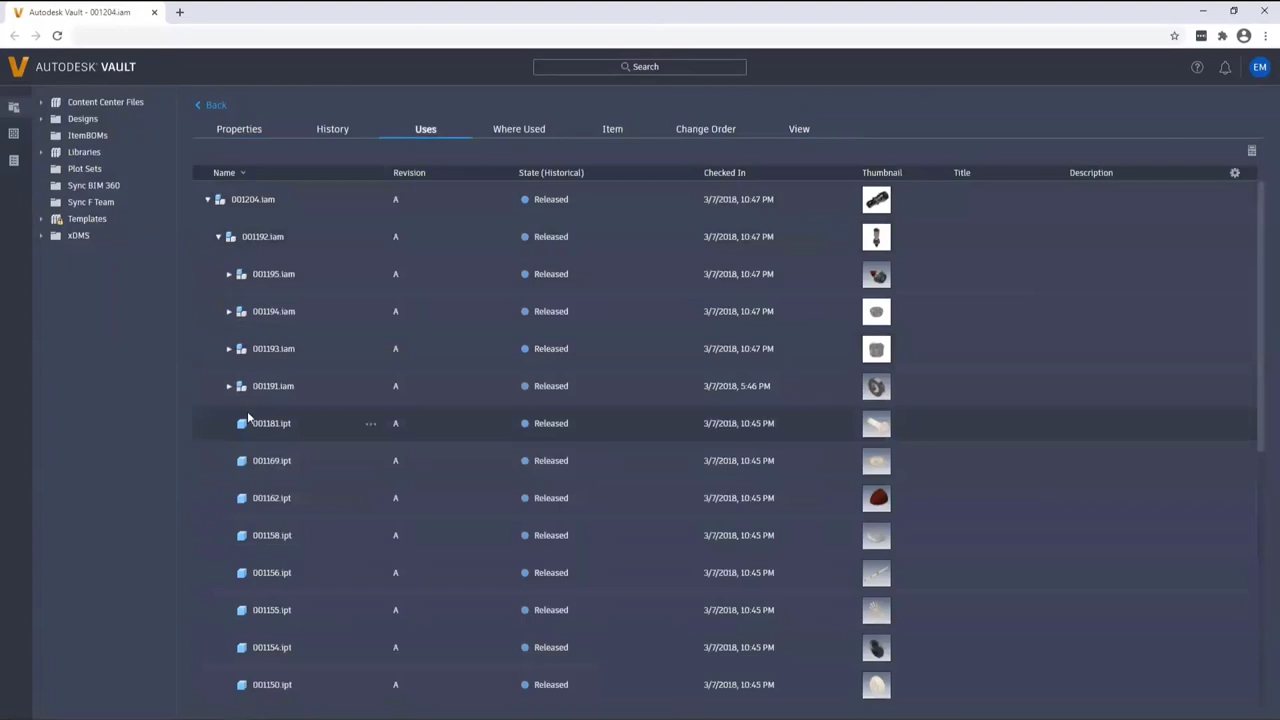 Autodesk Vault - 001204.iam
AUTODESK VAULT
Search
EM
Content Center Files
Designs
ItemBOMs
Libraries
Plot Sets
Sync BIM 360
Sync F Team
Templates
xDMS
Back
Properties History Uses Where Used Item Change Order View
Name Revision State (Historical) Checked In Thumbnail Title Description
001204.iam A Released 3/7/2018, 10:47 PM
001192.iam A Released 3/7/2018, 10:47 PM
001195.iam A Released 3/7/2018, 10:47 PM
001194.iam A Released 3/7/2018, 10:47 PM
001193.iam A Released 3/7/2018, 10:47 PM
001191.iam A Released 3/7/2018, 5:46 PM
001181.ipt ... A Released 3/7/2018, 10:45 PM
001169.ipt A Released 3/7/2018, 10:45 PM
001162.ipt A Released 3/7/2018, 10:45 PM
001158.ipt A Released 3/7/2018, 10:45 PM
001156.ipt A Released 3/7/2018, 10:45 PM
001155.ipt A Released 3/7/2018, 10:45 PM
001154.ipt A Released 3/7/2018, 10:45 PM
001150.ipt A Released 3/7/2018, 10:45 PM